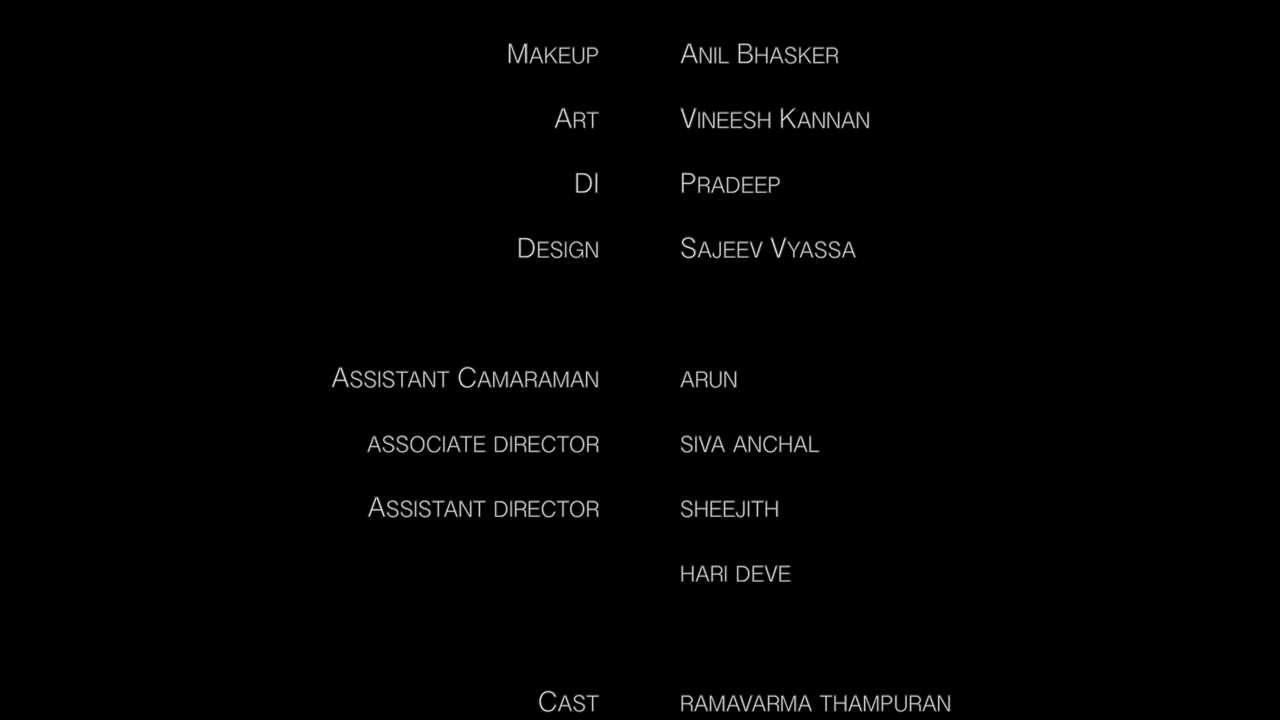 Makeup Anil Bhasker
Art Vineesh Kannan
DI Pradeep
Design Sajeev Vyassa
Assistant Camaraman arun
associate director siva anchal
Assistant director sheejith
hari deve
Cast ramavarma thampuran